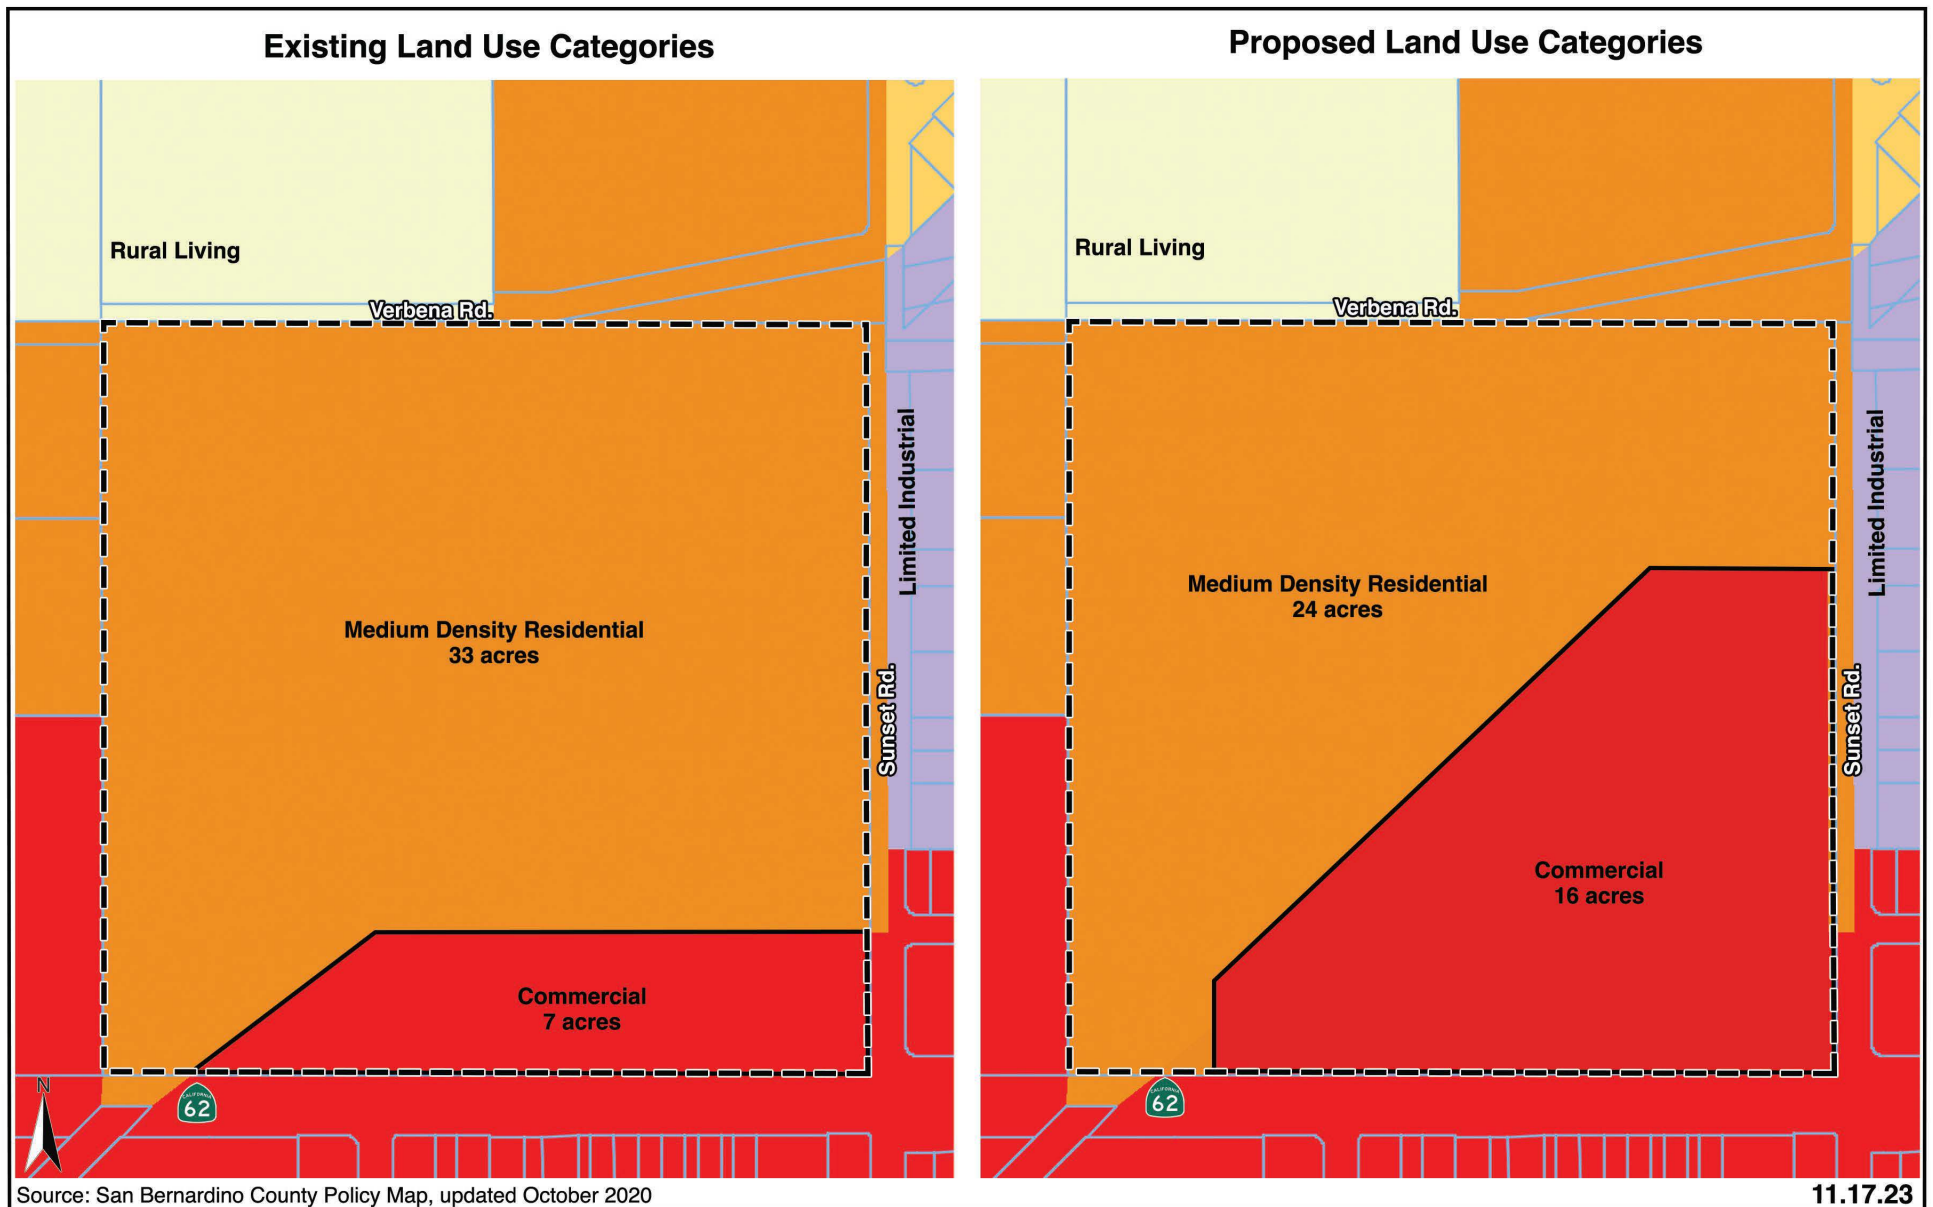 Existing Land Use Categories
Rural Living
Verbena Rd.
Limited Industrial
Medium Density Residential
33 acres
Sunset Rd.
Commercial
7 acres
N
CALIFORNIA
62
Proposed Land Use Categories
Rural Living
Verbena Rd.
Limited Industrial
Medium Density Residential
24 acres
Sunset Rd.
Commercial
16 acres
CALIFORNIA
62
Source: San Bernardino County Policy Map, updated October 2020
11.17.23